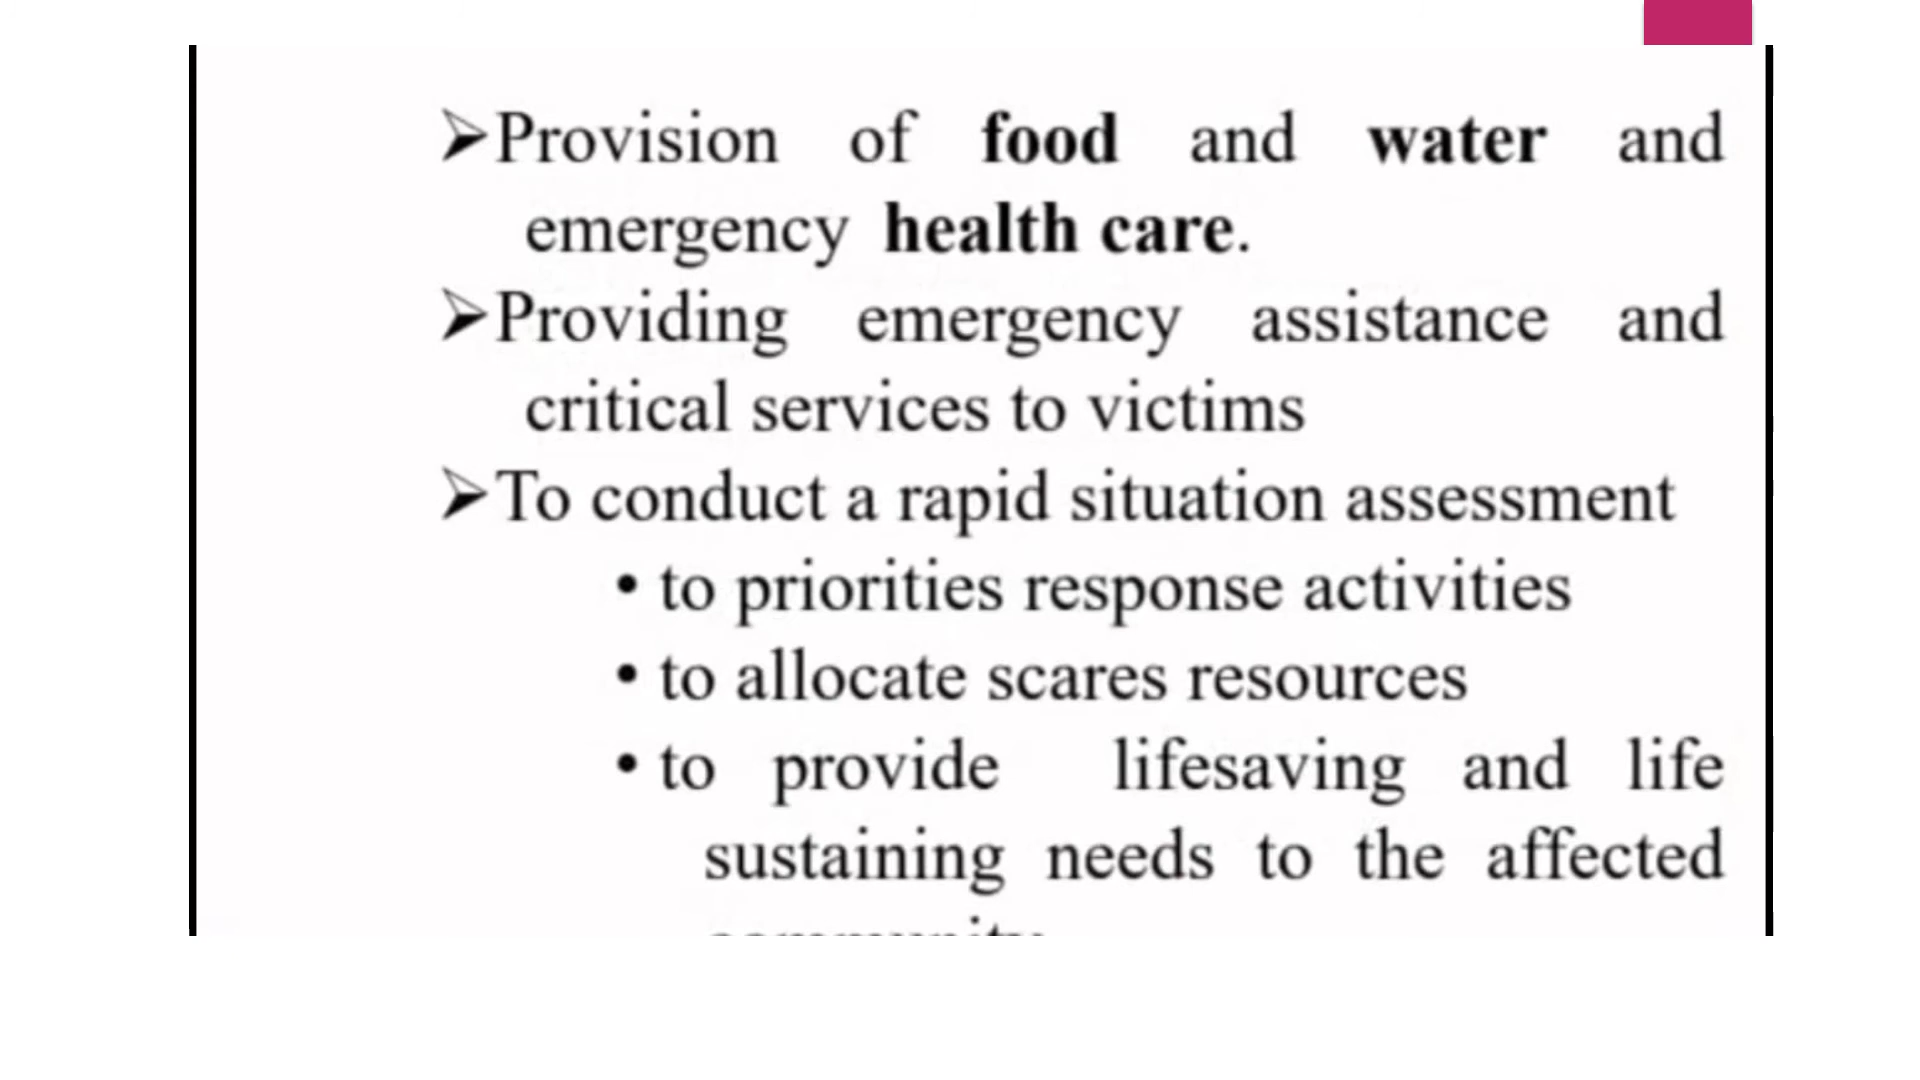 ➢Provision of food and water and
emergency health care.
➢Providing emergency assistance and
critical services to victims
➢To conduct a rapid situation assessment
• to priorities response activities
• to allocate scares resources
• to provide lifesaving and life
sustaining needs to the affected